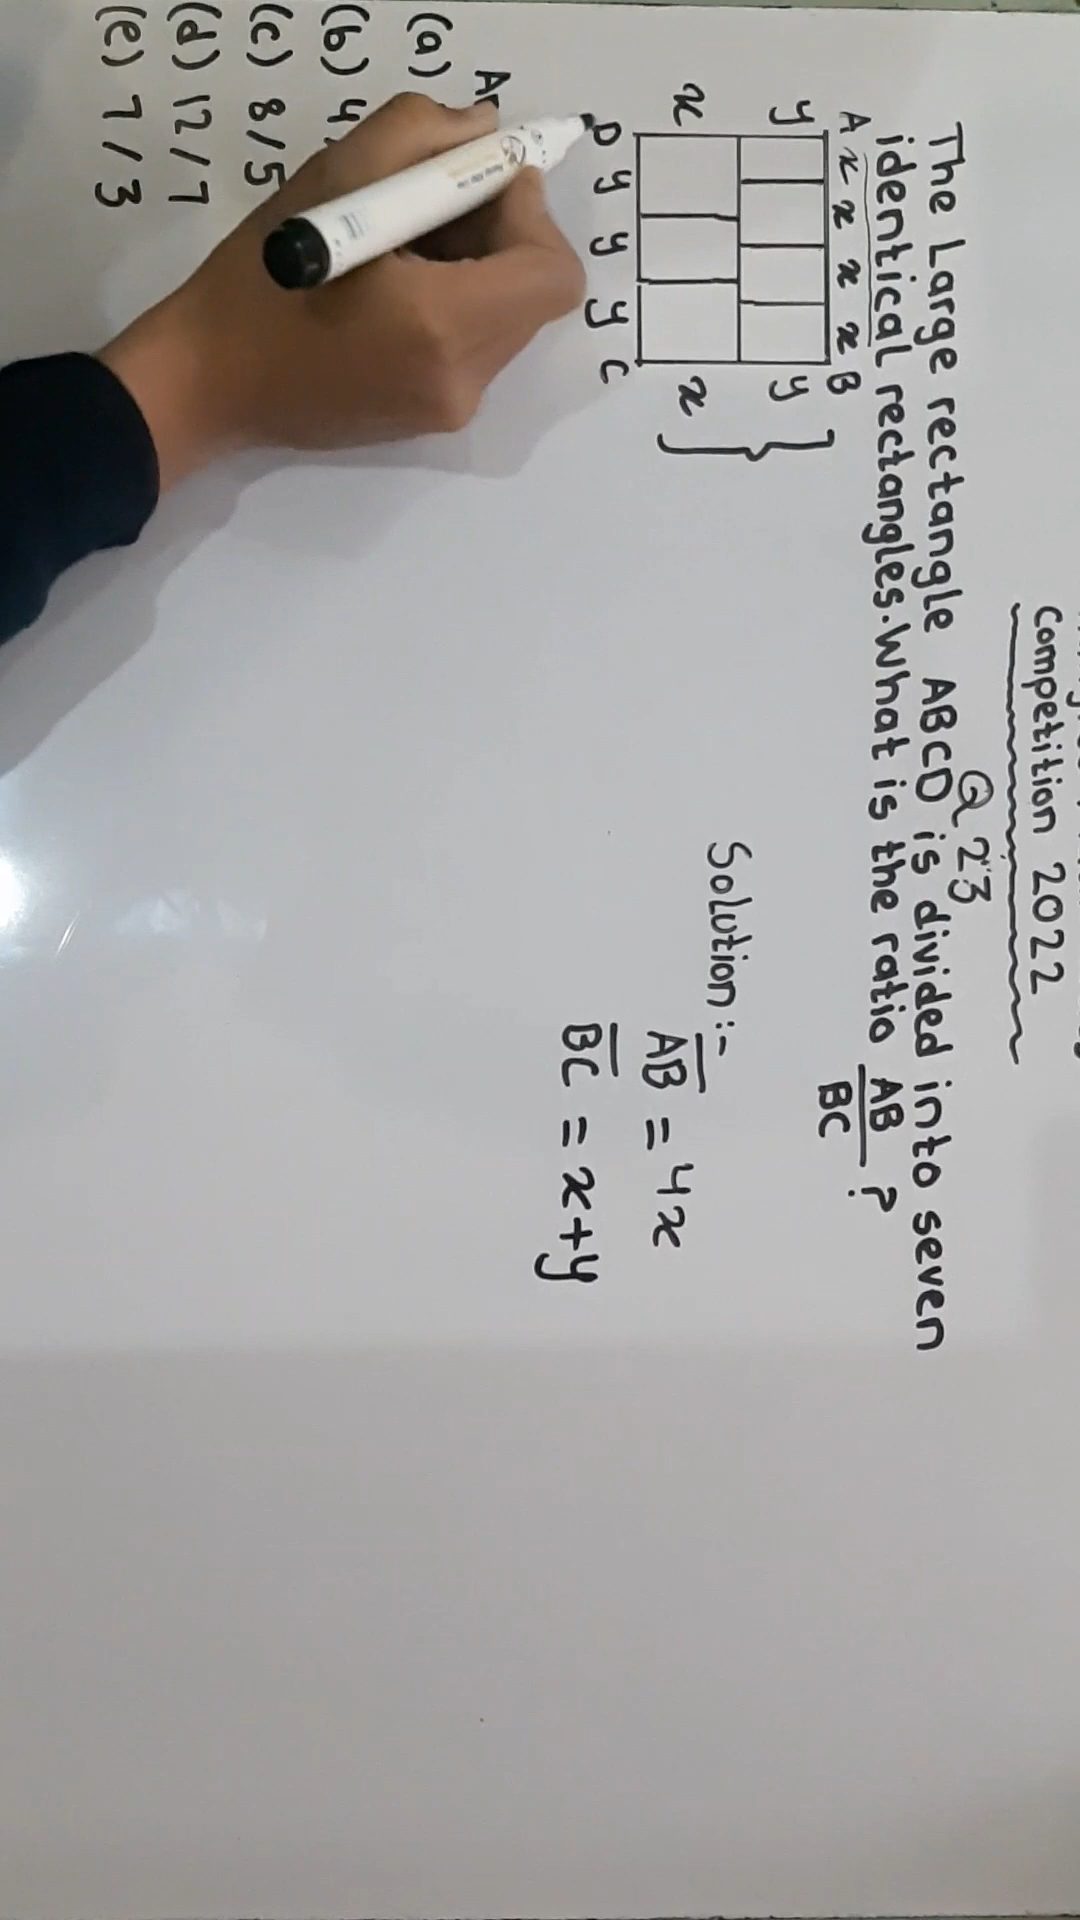 Competition 2022
Q 23
The Large rectangle ABCD is divided into seven
identical rectangles. What is the ratio AB/BC ?
A x x x x B
y y
x x
D y y y C
Solution :-
AB = 4x
BC = x+y
(a)
(b) 4
(c) 8/5
(d) 12/7
(e) 7/3